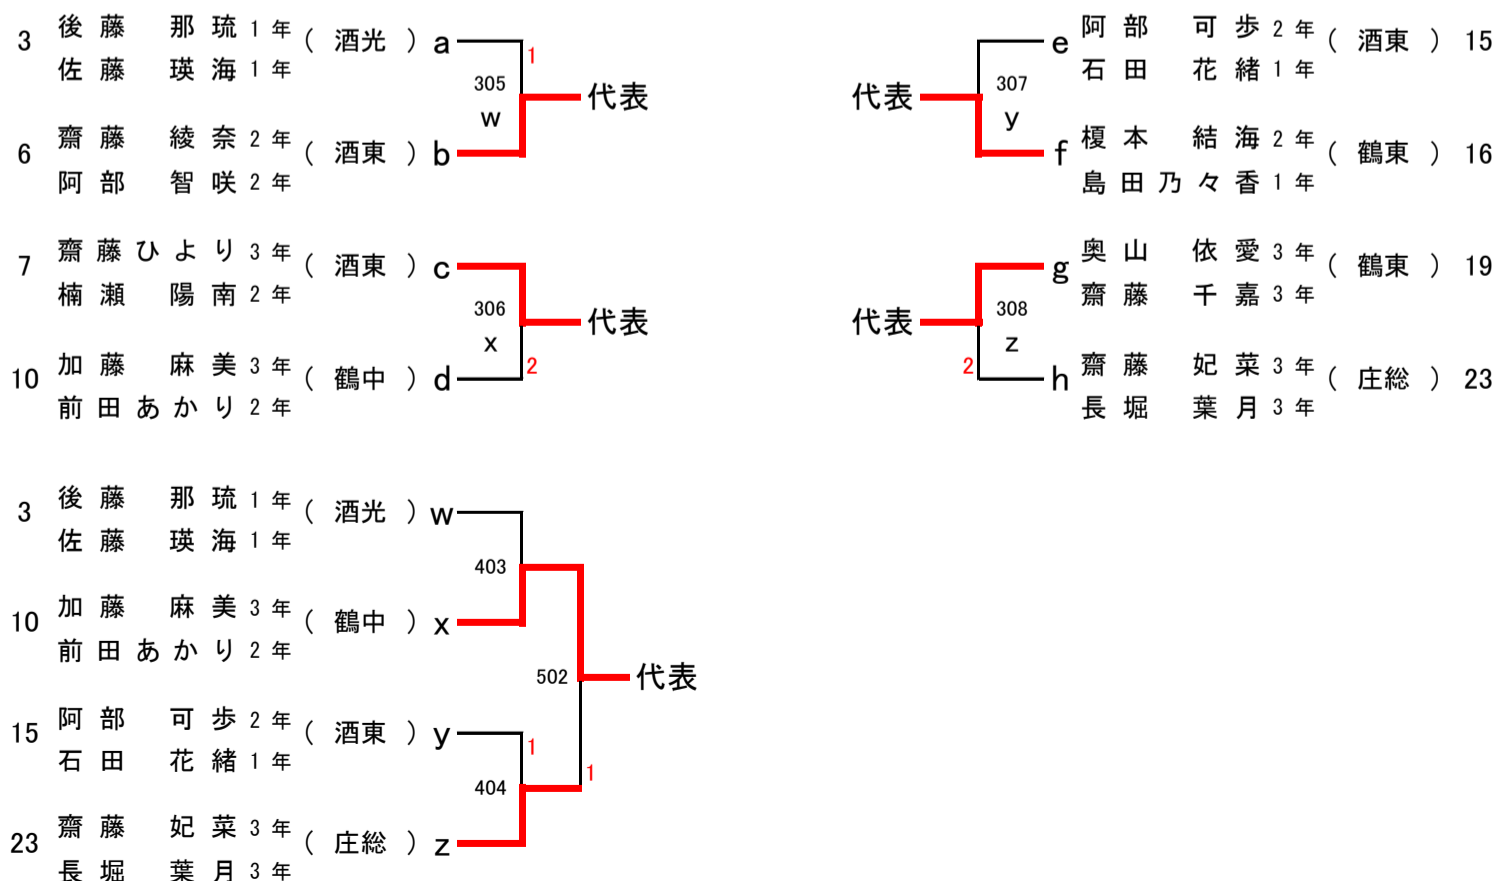 3 後藤 那琉 1年 ( 酒光 ) a
佐藤 瑛海 1年
1
305
w
代表
6 齋藤 綾奈 2年 ( 酒東 ) b
阿部 智咲 2年
7 齋藤ひより 3年 ( 酒東 ) c
楠瀬 陽南 2年
306
x
代表
2
10 加藤 麻美 3年 ( 鶴中 ) d
前田あかり 2年
e 阿部 可歩 2年 ( 酒東 ) 15
石田 花緒 1年
307
y
代表
f 榎本 結海 2年 ( 鶴東 ) 16
島田乃々香 1年
g 奥山 依愛 3年 ( 鶴東 ) 19
齋藤 千嘉 3年
308
z
代表
2
h 齋藤 妃菜 3年 ( 庄総 ) 23
長堀 葉月 3年
3 後藤 那琉 1年 ( 酒光 ) w
佐藤 瑛海 1年
403
10 加藤 麻美 3年 ( 鶴中 ) x
前田あかり 2年
502
代表
15 阿部 可歩 2年 ( 酒東 ) y
石田 花緒 1年
1
1
404
23 齋藤 妃菜 3年 ( 庄総 ) z
長堀 葉月 3年